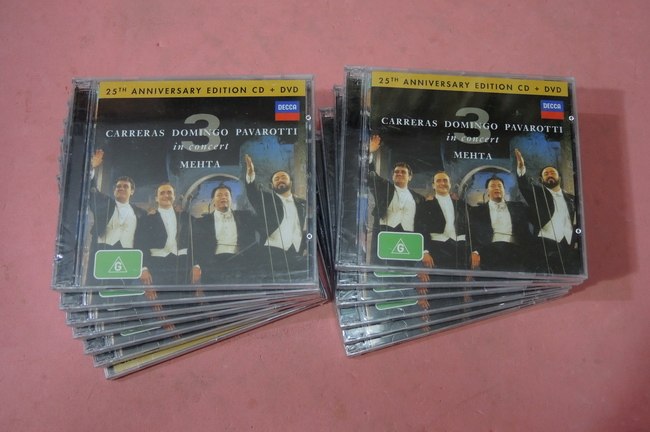 25TH ANNIVERSARY EDITION CD + DVD
DECCA
3
CARRERAS DOMINGO PAVAROTTI
in concert
MEHTA
G
25TH ANNIVERSARY EDITION CD + DVD
DECCA
3
CARRERAS DOMINGO PAVAROTTI
in concert
MEHTA
G